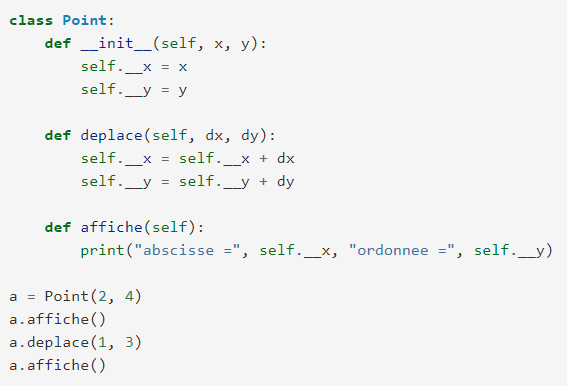 class Point:
    def __init__(self, x, y):
        self.__x = x
        self.__y = y

    def deplace(self, dx, dy):
        self.__x = self.__x + dx
        self.__y = self.__y + dy

    def affiche(self):
        print("abscisse =", self.__x, "ordonnee =", self.__y)

a = Point(2, 4)
a.affiche()
a.deplace(1, 3)
a.affiche()